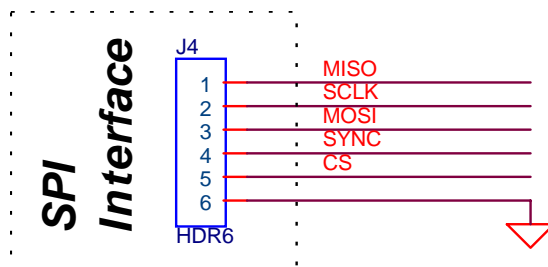 SPI
Interface
J4
1
2
3
4
5
6
HDR6
MISO
SCLK
MOSI
SYNC
CS